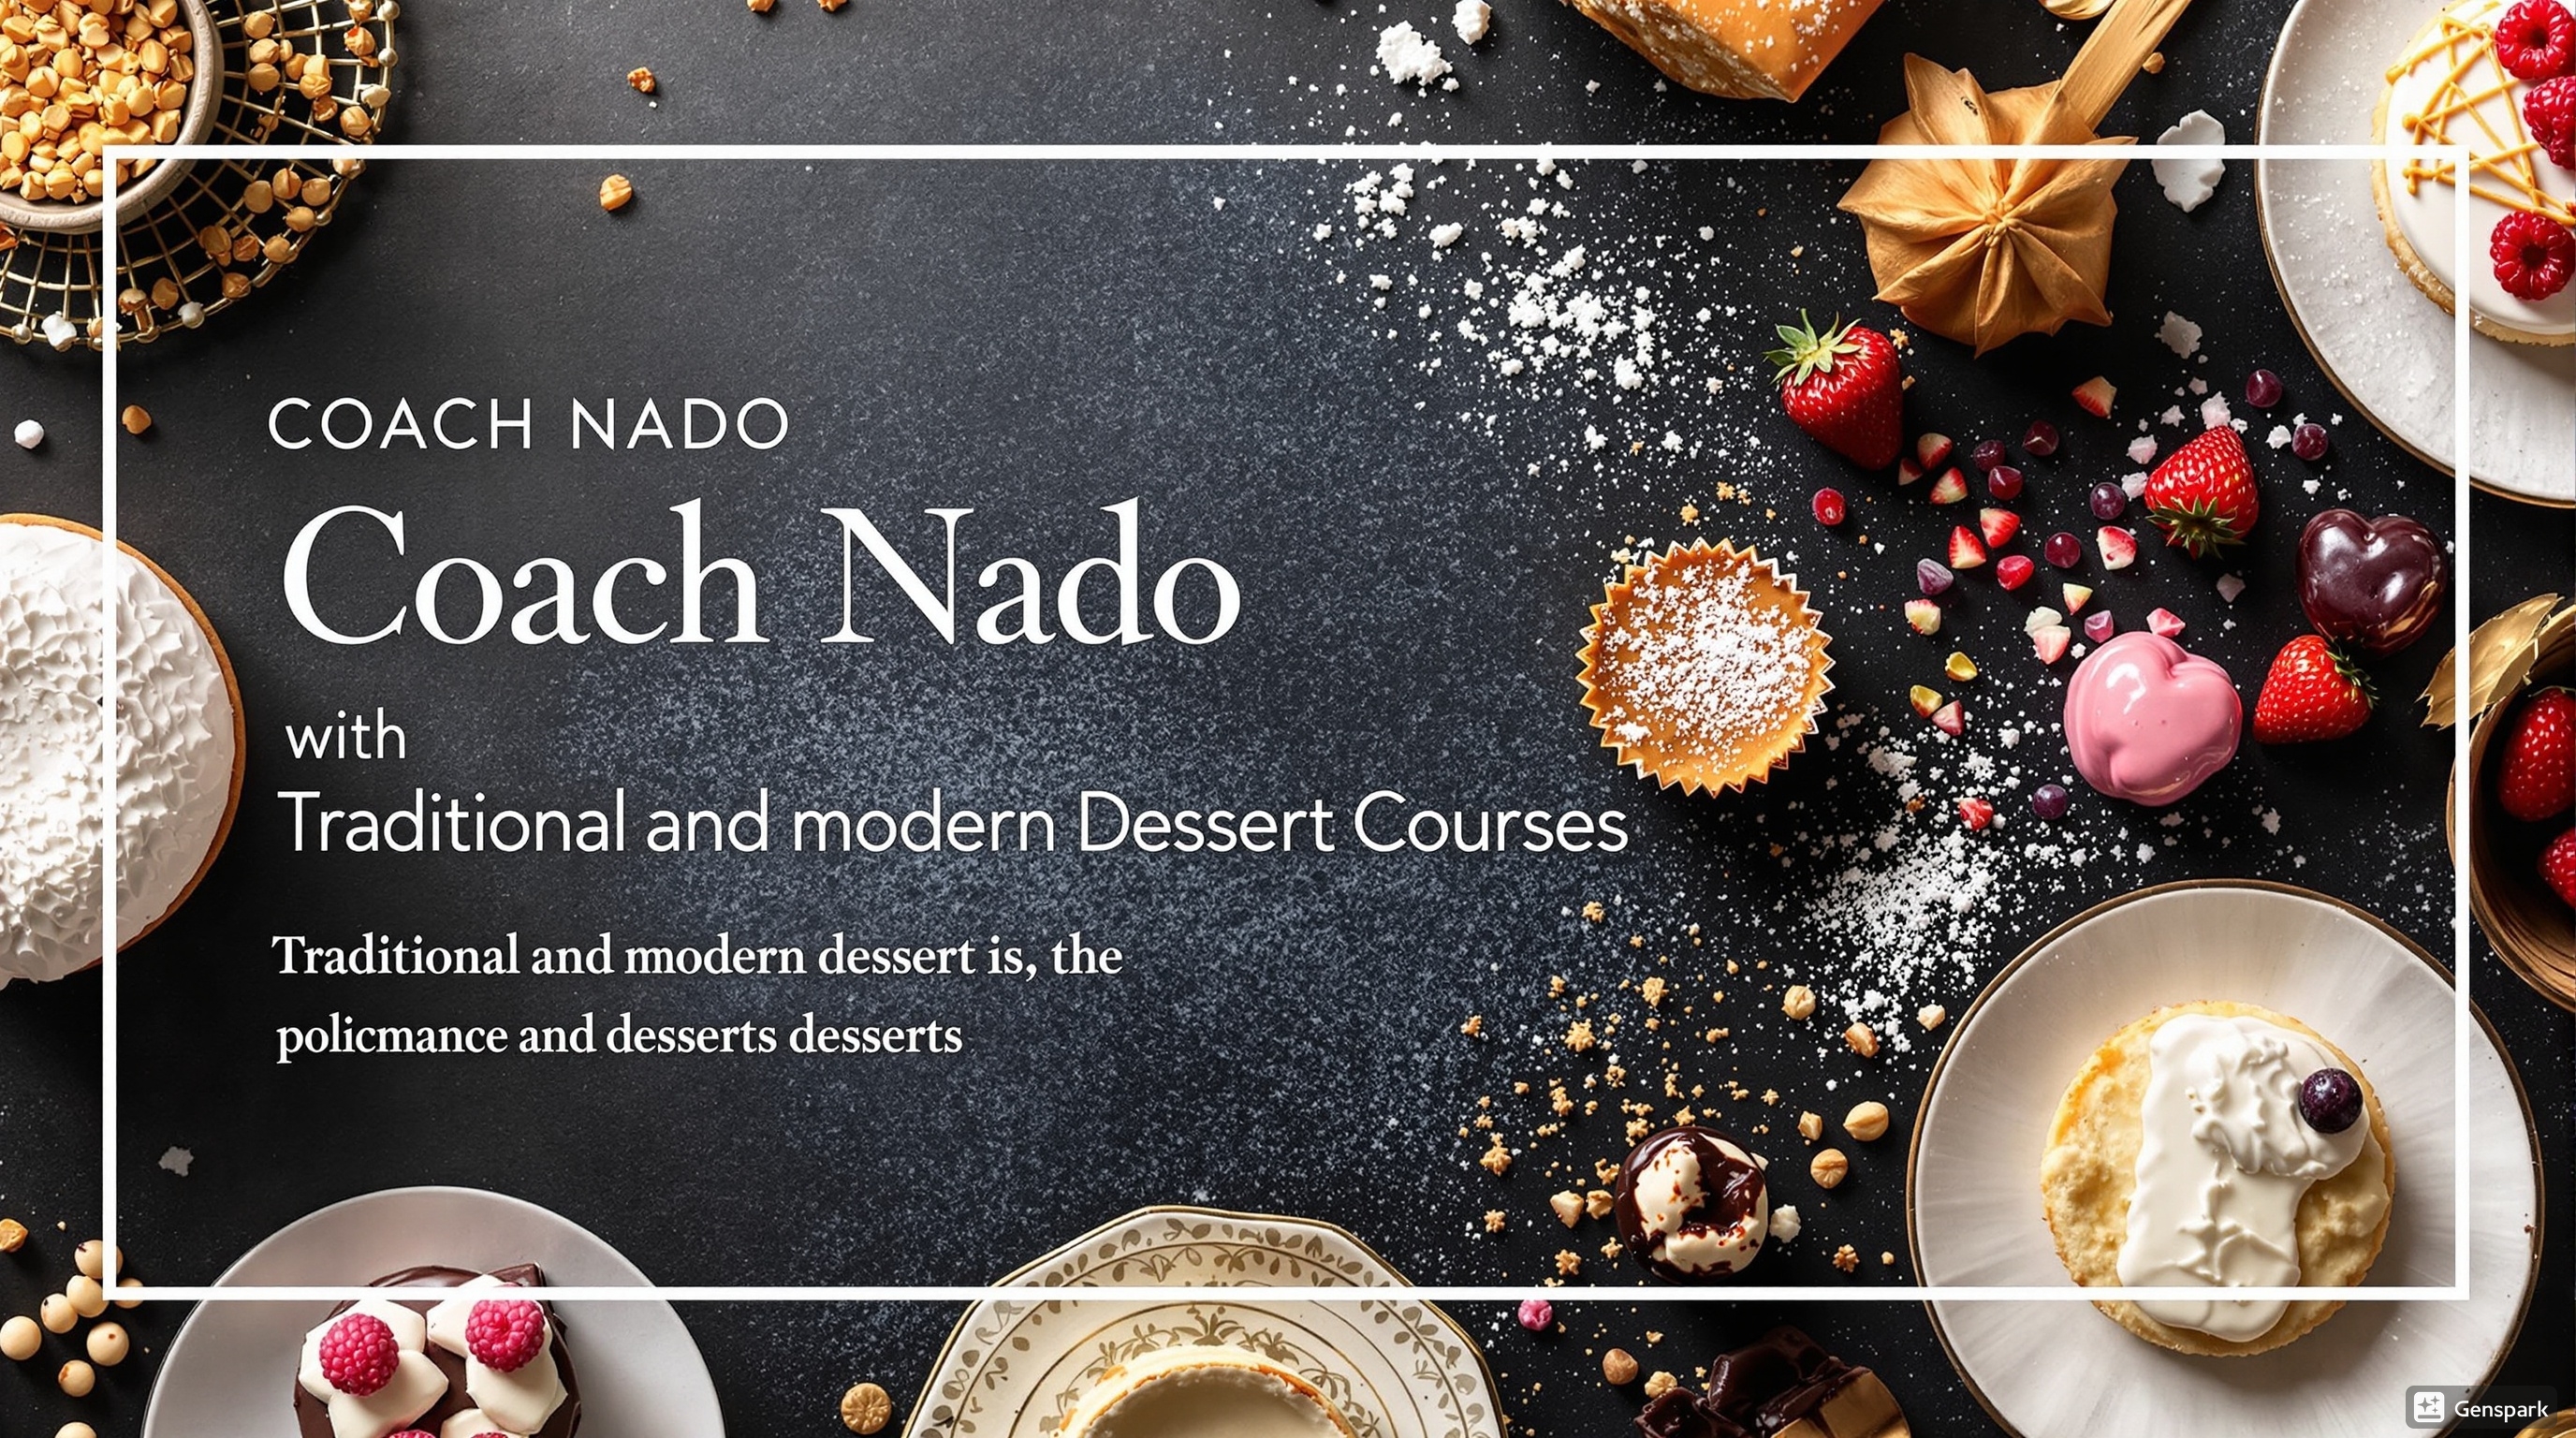 COACH NADO
Coach Nado
with
Traditional and modern Dessert Courses
Traditional and modern dessert is, the
policmance and desserts desserts
Genspark